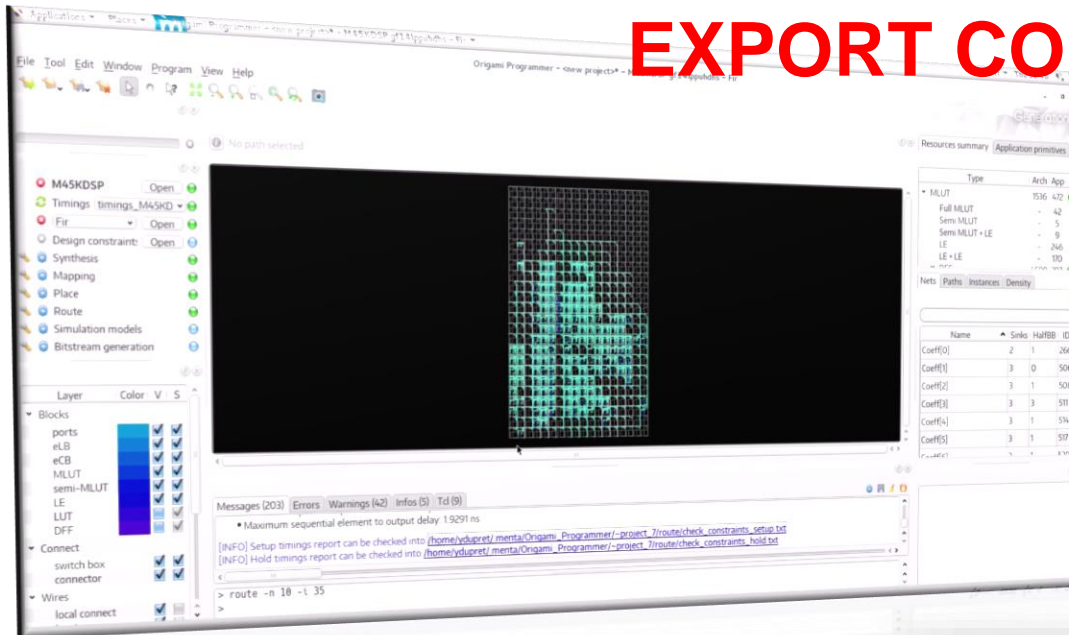 EXPORT CO
Applications Places
Origami Programmer - <new project>*
File Tool Edit Window Program View Help
No path selected
M45KDSP Open
Timings timings_M45KD
Fir Open
Design constraint: Open
Synthesis
Mapping
Place
Route
Simulation models
Bitstream generation
Layer Color V S
Blocks
ports
eLB
eCB
MLUT
semi-MLUT
LE
LUT
DFF
Connect
switch box
connector
Wires
local connect
Messages (203) Errors Warnings (42) Infos (5) Tcl (9)
• Maximum sequential element to output delay 1.9291 ns
[INFO] Setup timings report can be checked into /home/ydupret/ menta/Origami_Programmer/~project_7/route/check_constraints_setup.txt
[INFO] Hold timings report can be checked into /home/ydupret/ menta/Origami_Programmer/~project_7/route/check_constraints_hold.txt
> route -n 10 -t 35
>
Resources summary Application primitives
Type Arch App
MLUT 1536 472
Full MLUT - 42
Semi MLUT - 5
Semi MLUT + LE - 9
LE - 246
LE + LE - 170
Nets Paths Instances Density
Name Sinks HalfBB ID
Coeff[0] 2 1
Coeff[1] 3 0
Coeff[2] 3 1
Coeff[3] 3 3 511
Coeff[4] 3 1 514
Coeff[5] 3 1 517